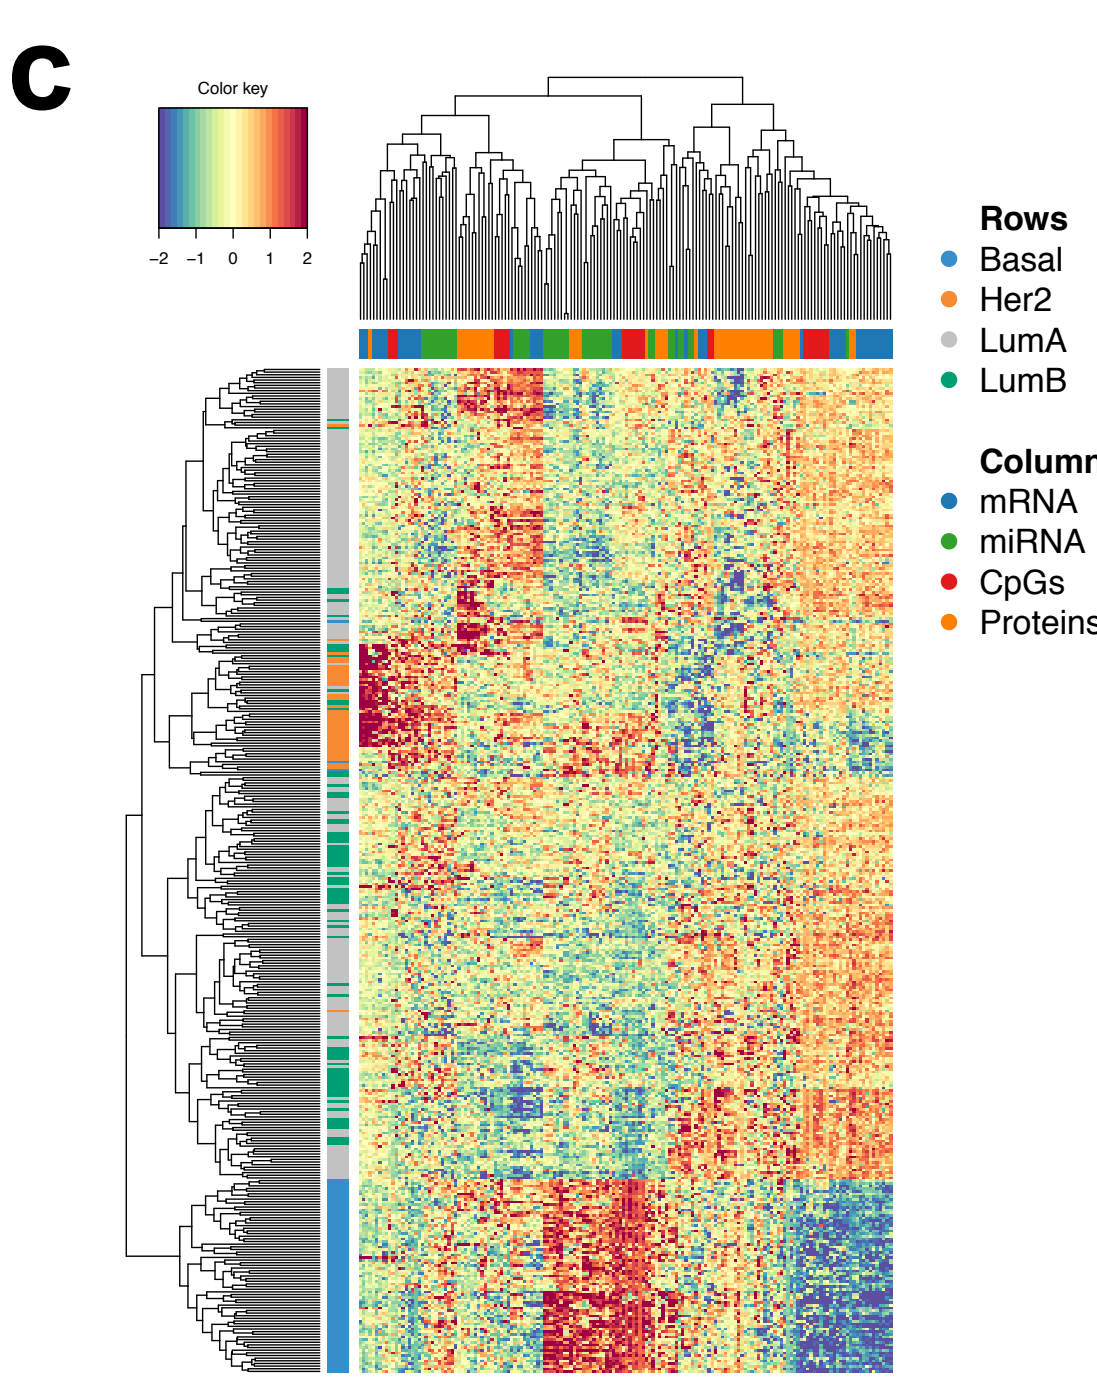 C
Color key
−2 −1 0 1 2
Rows
Basal
Her2
LumA
LumB
Column
mRNA
miRNA
CpGs
Proteins